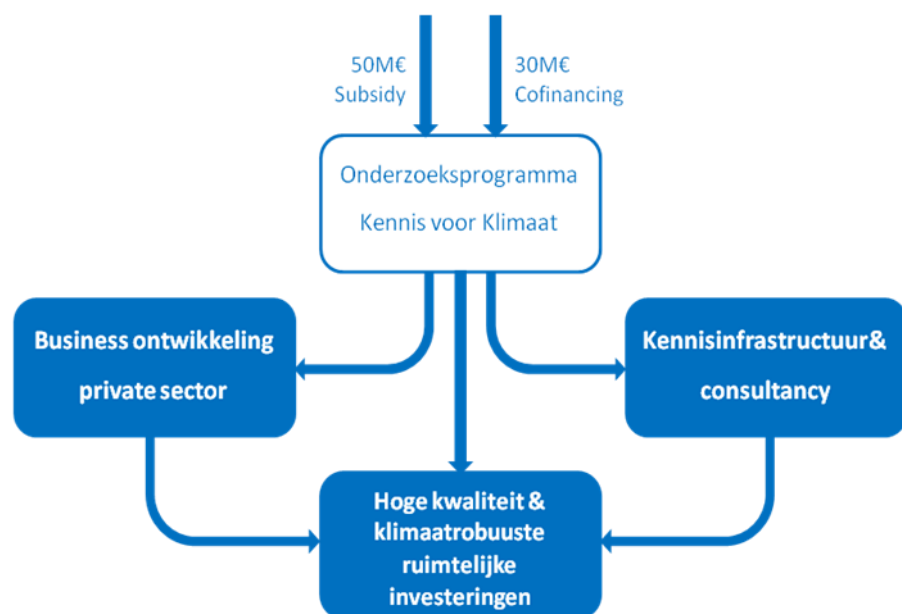 50M€
Subsidy
30M€
Cofinancing
Onderzoeksprogramma
Kennis voor Klimaat
Business ontwikkeling
private sector
Kennisinfrastructuur&
consultancy
Hoge kwaliteit &
klimaatrobuuste
ruimtelijke
investeringen